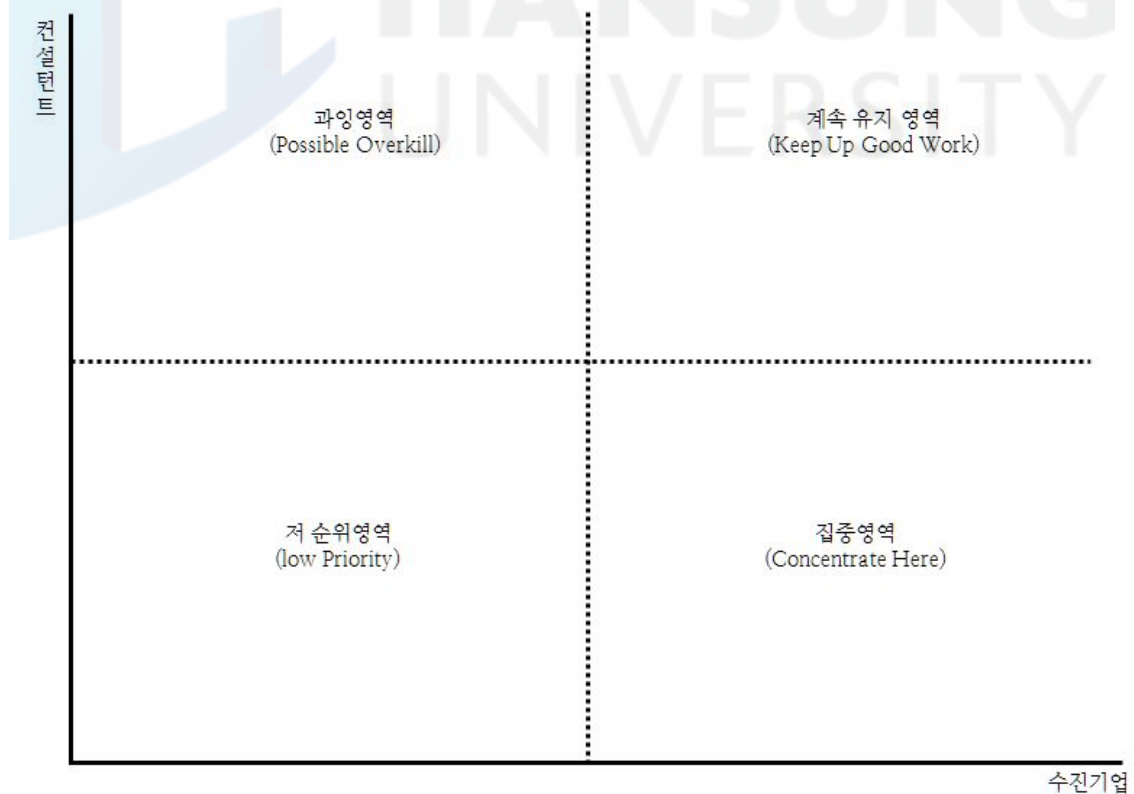 HANSUNG
UNIVERSITY
컨설턴트
과잉영역
(Possible Overkill)
계속 유지 영역
(Keep Up Good Work)
저 순위영역
(low Priority)
집중영역
(Concentrate Here)
수진기업